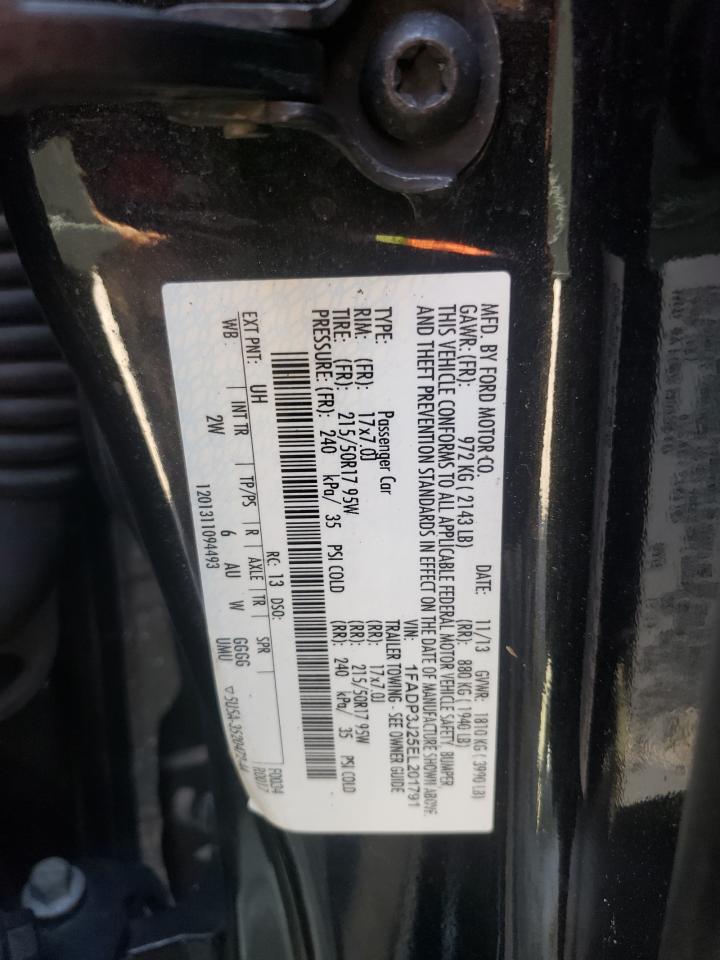 MFD. BY FORD MOTOR CO. DATE: 11/13 GVWR: 1810 KG ( 3990 LB)
GAWR: (FR): 972 KG ( 2143 LB) (RR): 880 KG ( 1940 LB)
THIS VEHICLE CONFORMS TO ALL APPLICABLE FEDERAL MOTOR VEHICLE SAFETY, BUMPER,
AND THEFT PREVENTION STANDARDS IN EFFECT ON THE DATE OF MANUFACTURE SHOWN ABOVE.
VIN: 1FADP3J25EL201791
TYPE: Passenger Car TRAILER TOWING - SEE OWNER GUIDE
RIM: (FR): 17x7.0J (RR): 17x7.0J
TIRE: (FR): 215/50R17 95W (RR): 215/50R17 95W
PRESSURE: (FR): 240 kPa/ 35 PSI COLD (RR): 240 kPa/ 35 PSI COLD
RC: 13 DSO: F0034
EXT PNT: UH R0017
WB INT TR TP/PS R AXLE TR SPR
2W 6 AU W GGGG
1201311094493 UMU